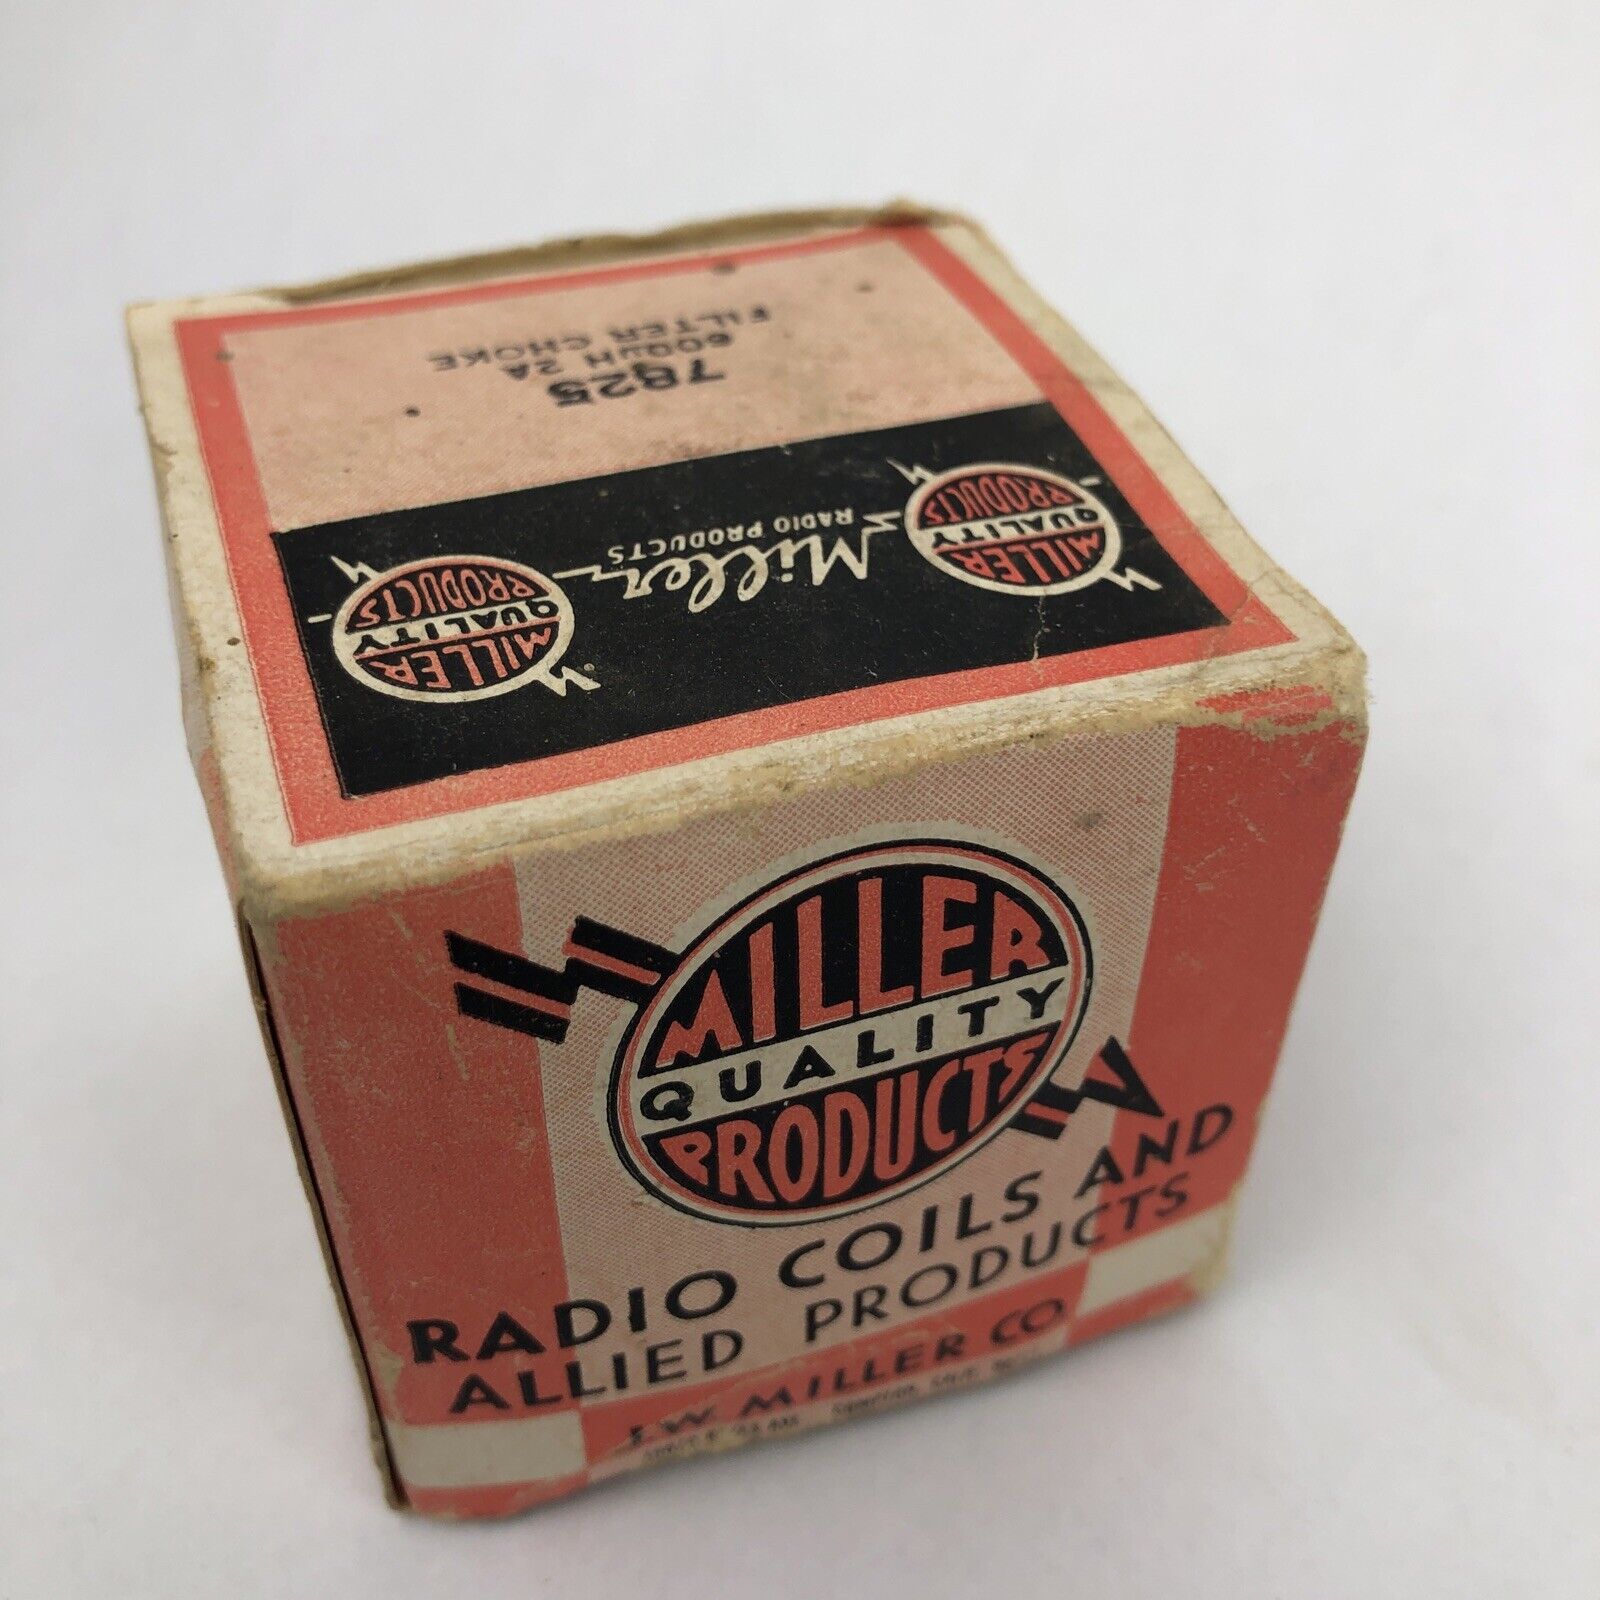 7825
600UH 2A
FILTER CHOKE
Miller
RADIO PRODUCTS
MILLER
QUALITY
PRODUCTS
MILLER
QUALITY
PRODUCTS
MILLER
QUALITY
PRODUCTS
RADIO COILS AND
ALLIED PRODUCTS
J.W. MILLER CO.